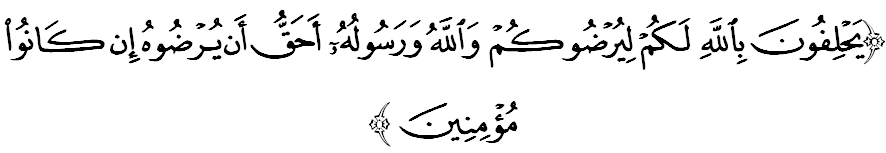 ﴿يَحْلِفُونَ بِٱللَّهِ لَكُمْ لِيُرْضُوكُمْ وَٱللَّهُ وَرَسُولُهُۥٓ أَحَقُّ أَن يُرْضُوهُ إِن كَانُوا۟
مُؤْمِنِينَ ﴾